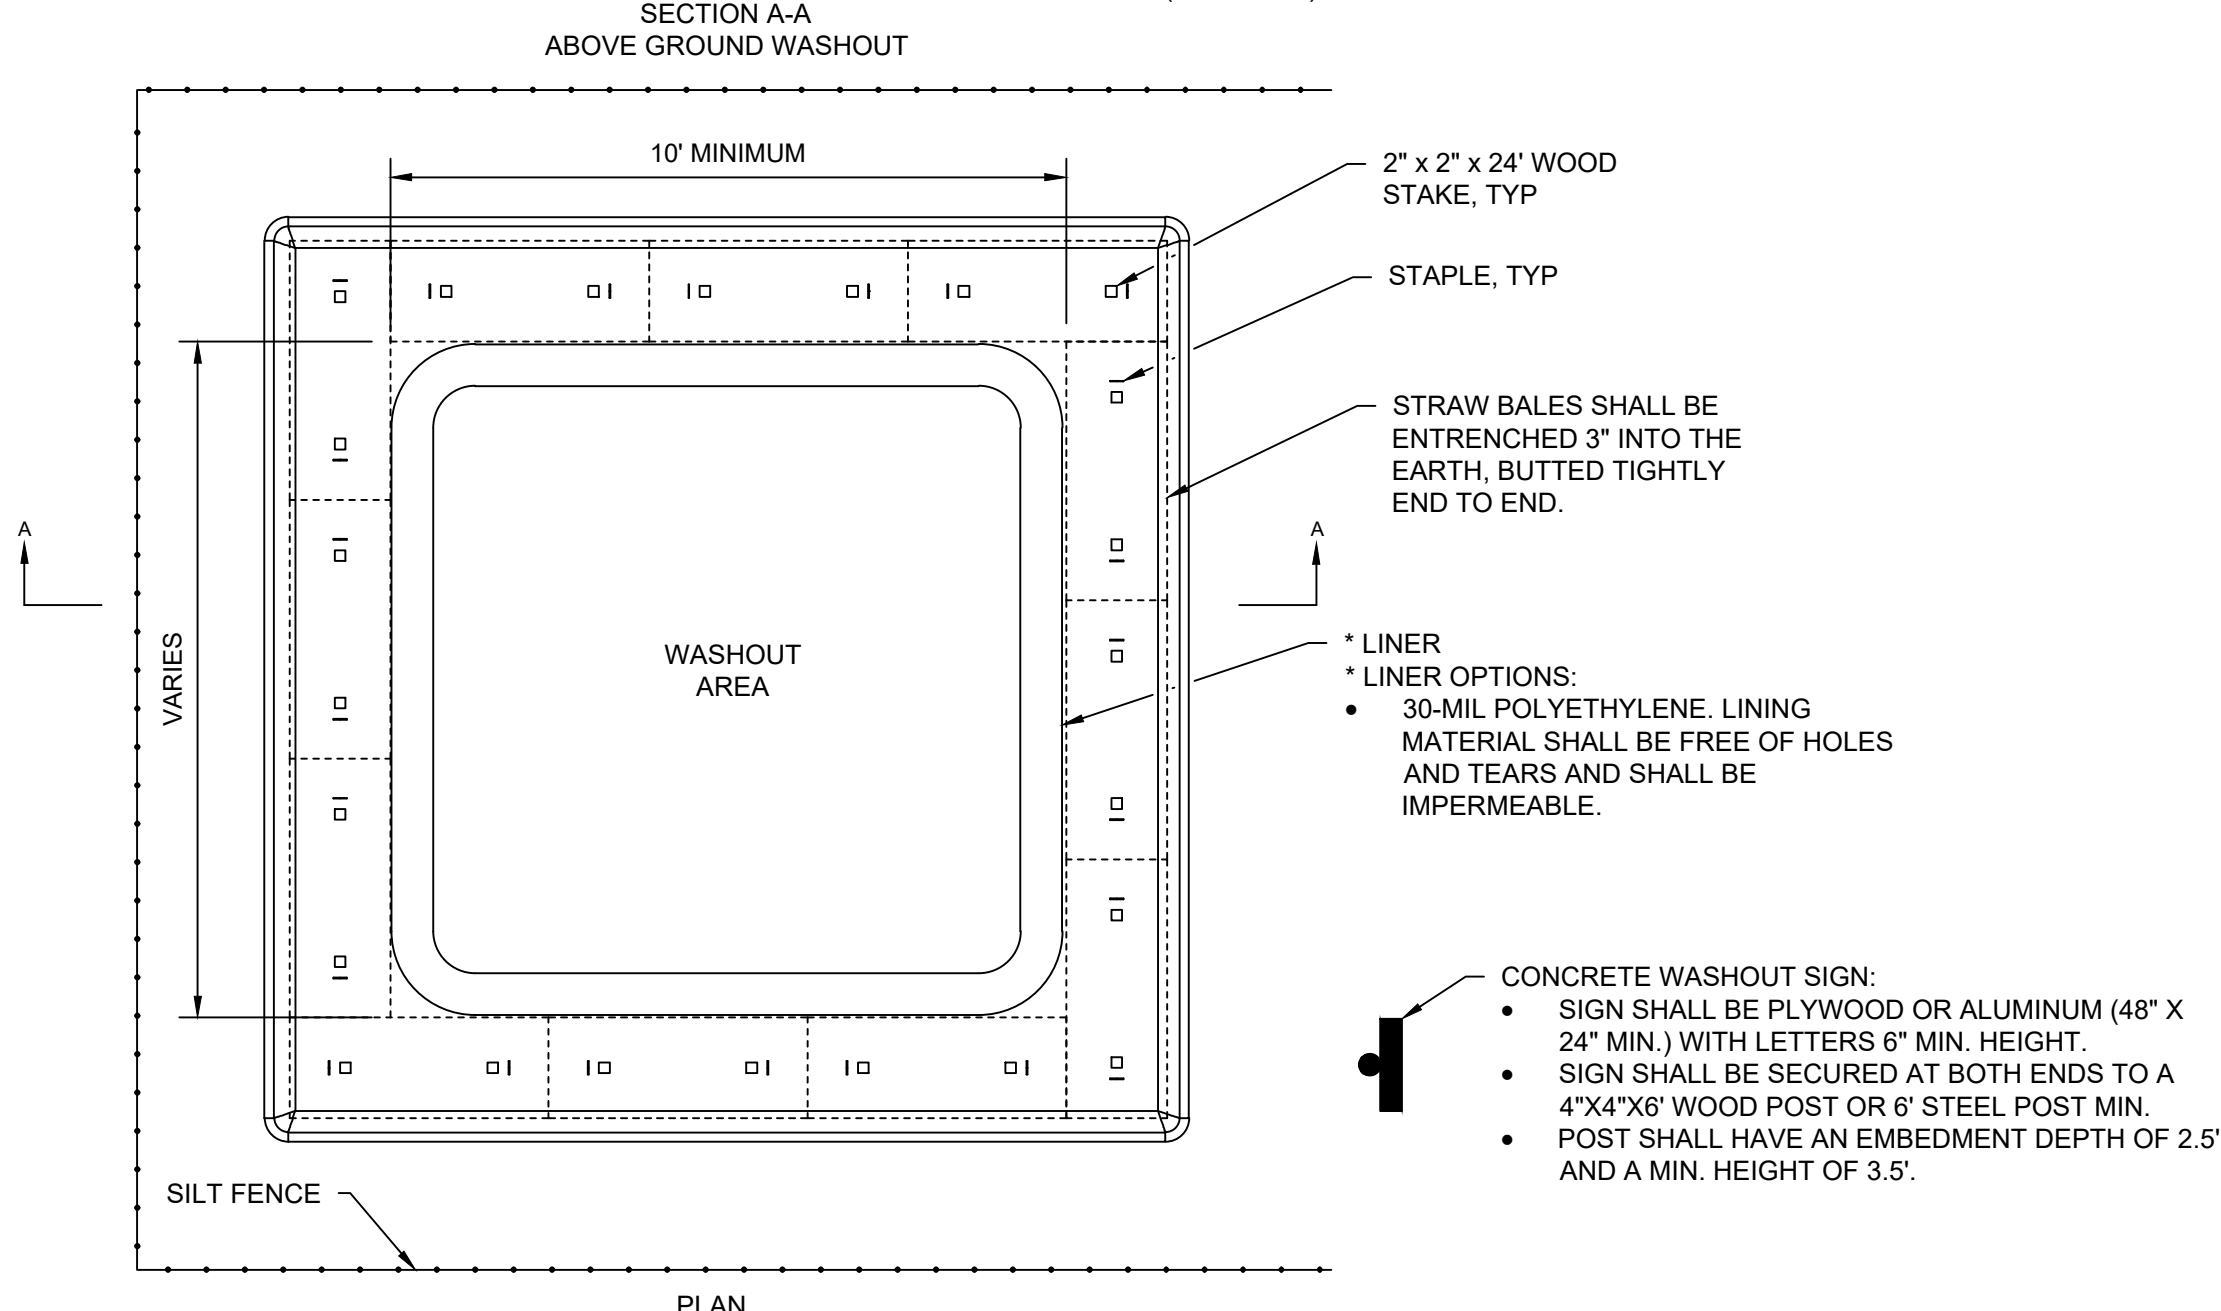 SECTION A-A
ABOVE GROUND WASHOUT
10' MINIMUM
2" x 2" x 24' WOOD
STAKE, TYP
STAPLE, TYP
STRAW BALES SHALL BE
ENTRENCHED 3" INTO THE
EARTH, BUTTED TIGHTLY
END TO END.
A
A
VARIES
WASHOUT
AREA
* LINER
* LINER OPTIONS:
• 30-MIL POLYETHYLENE. LINING
MATERIAL SHALL BE FREE OF HOLES
AND TEARS AND SHALL BE
IMPERMEABLE.
CONCRETE WASHOUT SIGN:
• SIGN SHALL BE PLYWOOD OR ALUMINUM (48" X
24" MIN.) WITH LETTERS 6" MIN. HEIGHT.
• SIGN SHALL BE SECURED AT BOTH ENDS TO A
4"X4"X6' WOOD POST OR 6' STEEL POST MIN.
• POST SHALL HAVE AN EMBEDMENT DEPTH OF 2.5'
AND A MIN. HEIGHT OF 3.5'.
SILT FENCE
PLAN